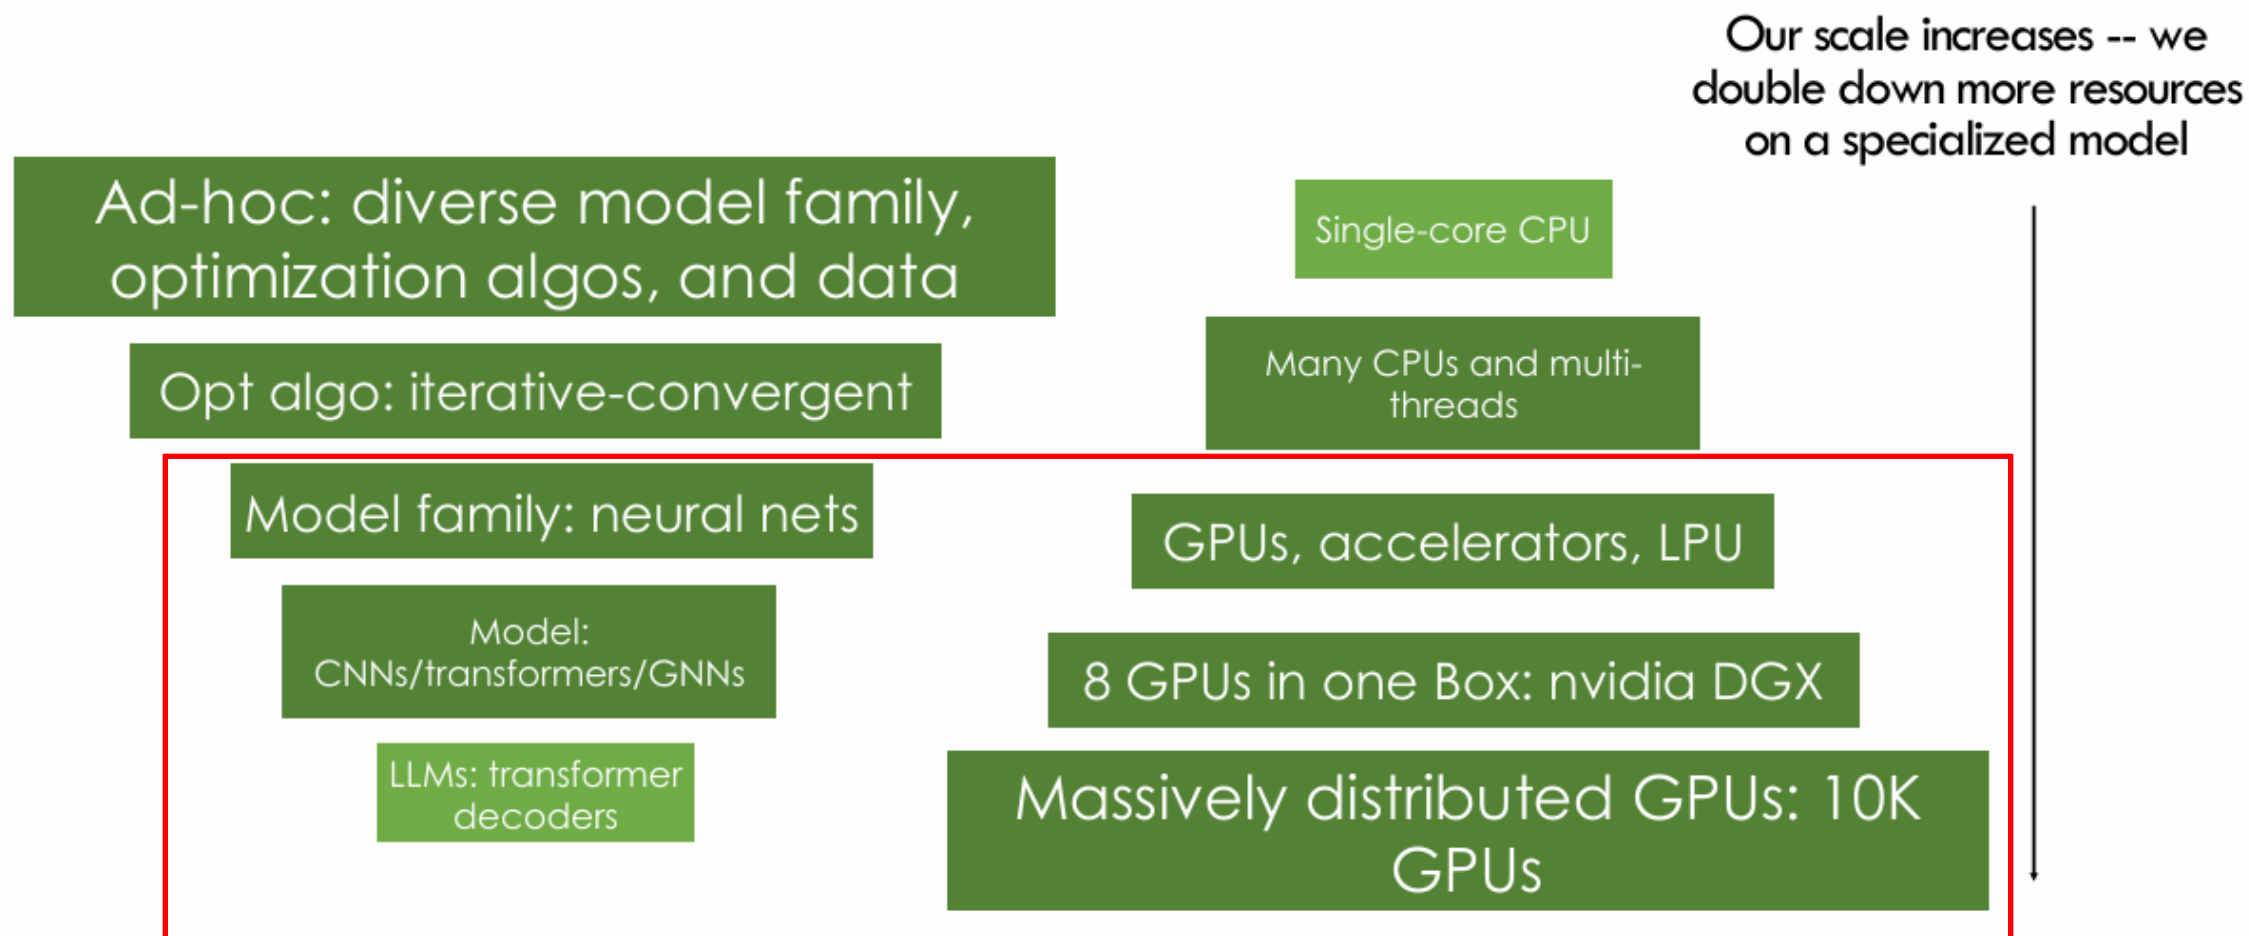 Our scale increases -- we
double down more resources
on a specialized model
Ad-hoc: diverse model family,
optimization algos, and data
Single-core CPU
Opt algo: iterative-convergent
Many CPUs and multi-
threads
Model family: neural nets
GPUs, accelerators, LPU
Model:
CNNs/transformers/GNNs
8 GPUs in one Box: nvidia DGX
LLMs: transformer
decoders
Massively distributed GPUs: 10K
GPUs